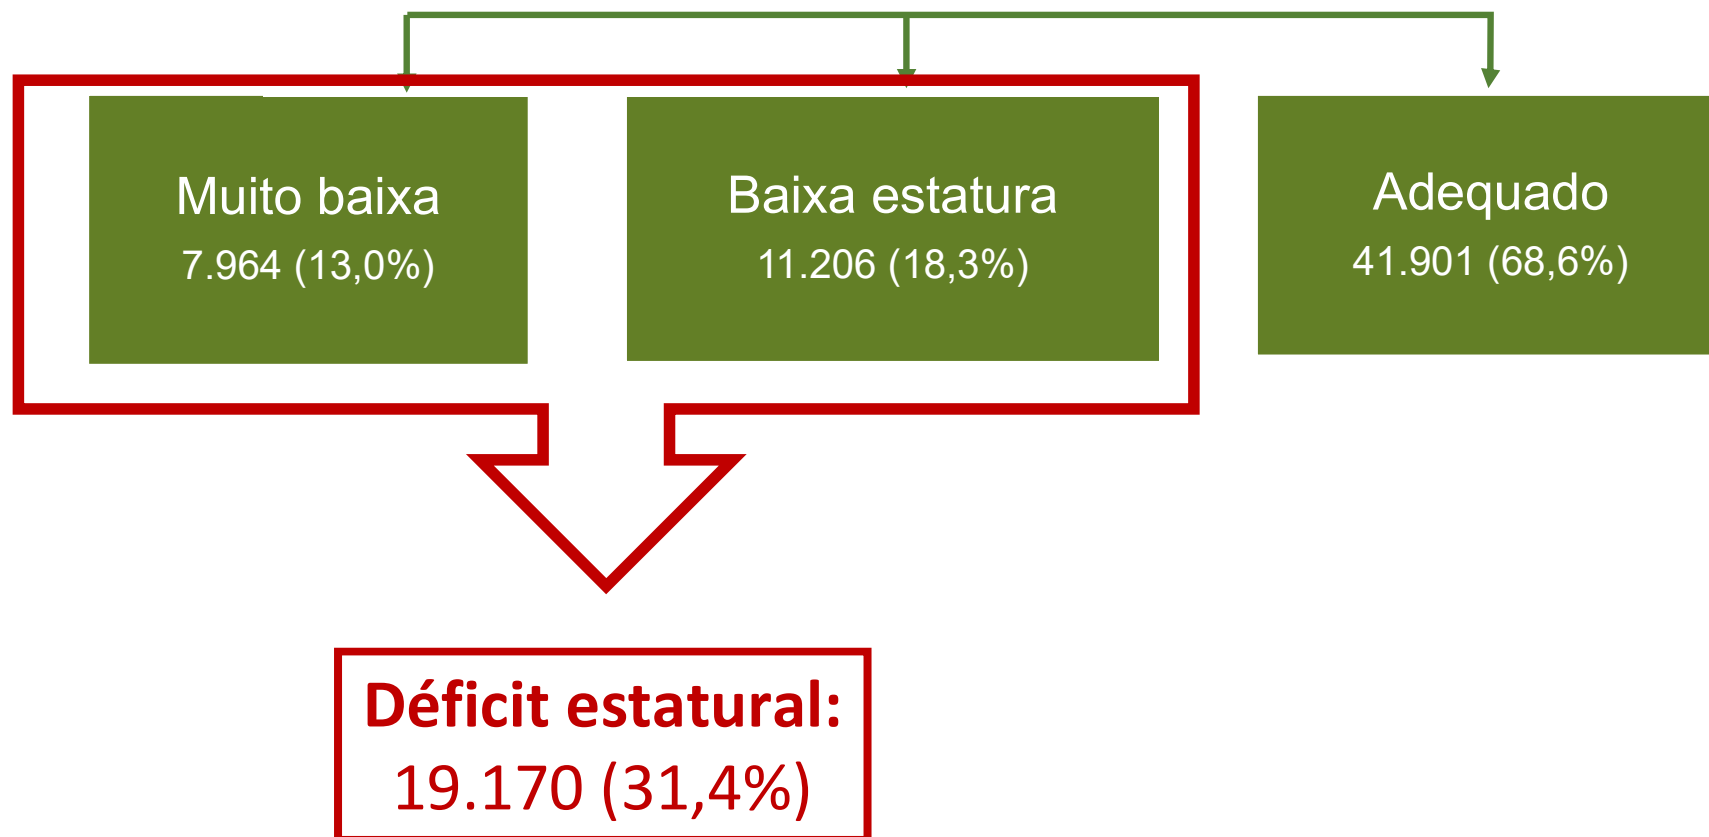 Muito baixa
7.964 (13,0%)
Baixa estatura
11.206 (18,3%)
Adequado
41.901 (68,6%)
Déficit estatural:
19.170 (31,4%)